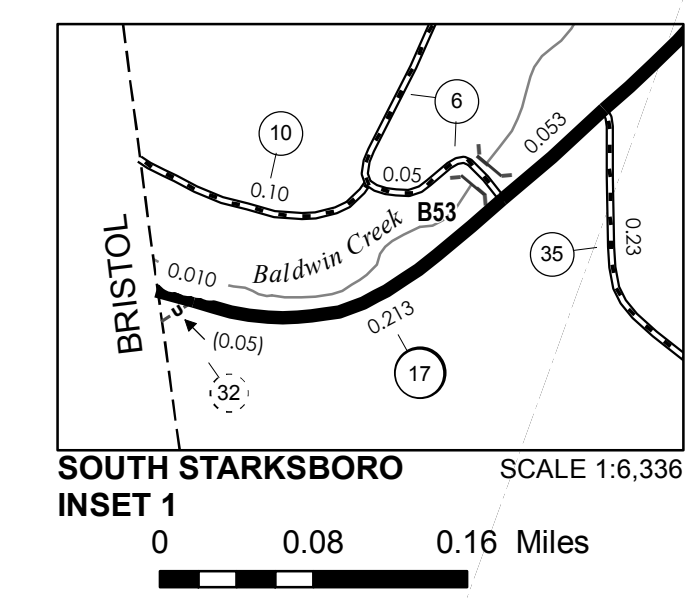 6
10
0.053
0.05
0.10
B53
0.23
Baldwin Creek
35
BRISTOL
0.010
0.213
(0.05)
17
32
SOUTH STARKSBORO
SCALE 1:6,336
INSET 1
0 0.08 0.16 Miles